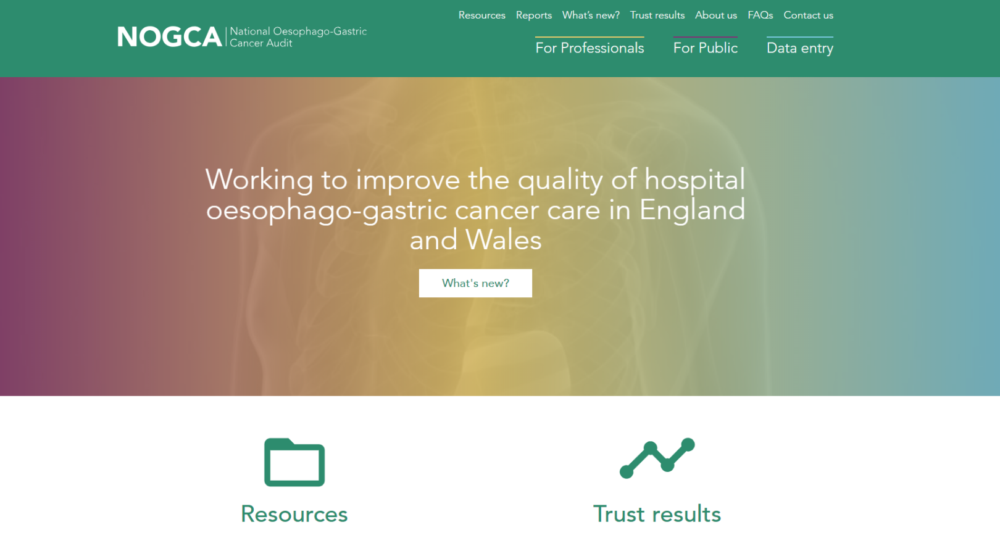 Resources Reports What's new? Trust results About us FAQs Contact us
NOGCA National Oesophago-Gastric
Cancer Audit
For Professionals For Public Data entry
Working to improve the quality of hospital
oesophago-gastric cancer care in England
and Wales
What's new?
Resources
Trust results